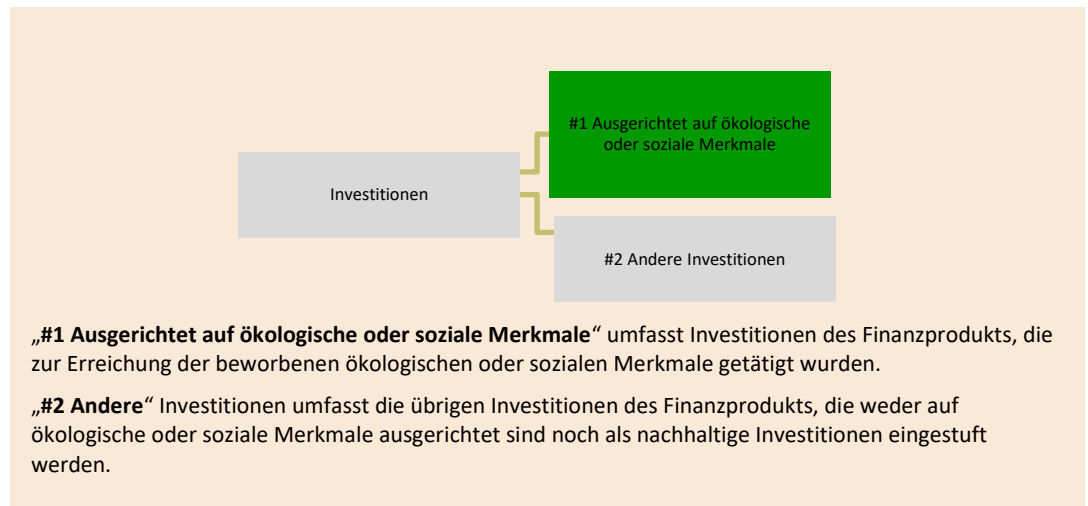 #1 Ausgerichtet auf ökologische
oder soziale Merkmale
Investitionen
#2 Andere Investitionen
„#1 Ausgerichtet auf ökologische oder soziale Merkmale“ umfasst Investitionen des Finanzprodukts, die
zur Erreichung der beworbenen ökologischen oder sozialen Merkmale getätigt wurden.
„#2 Andere“ Investitionen umfasst die übrigen Investitionen des Finanzprodukts, die weder auf
ökologische oder soziale Merkmale ausgerichtet sind noch als nachhaltige Investitionen eingestuft
werden.